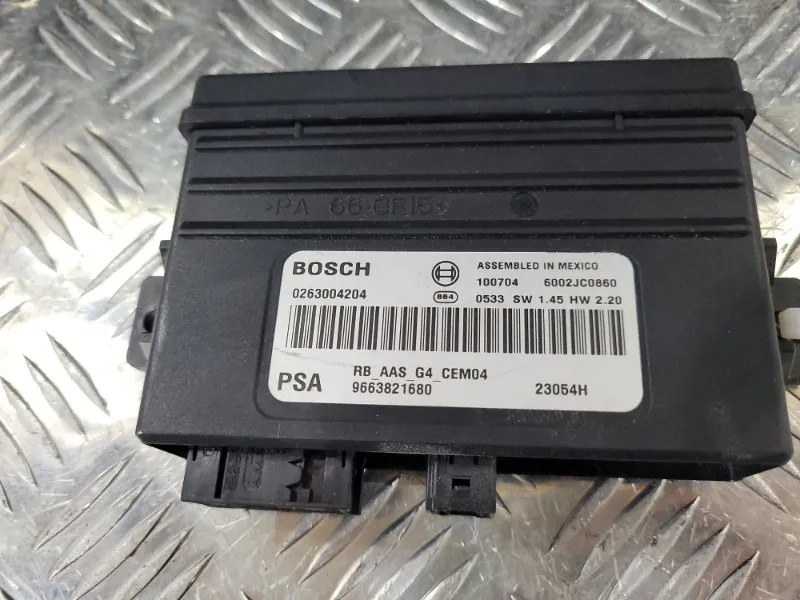 >PA 66-GF15<
BOSCH ASSEMBLED IN MEXICO
100704 6002JC0860
0263004204 864 0533 SW 1.45 HW 2.20
RB_AAS_G4_CEM04
PSA 9663821680 23054H